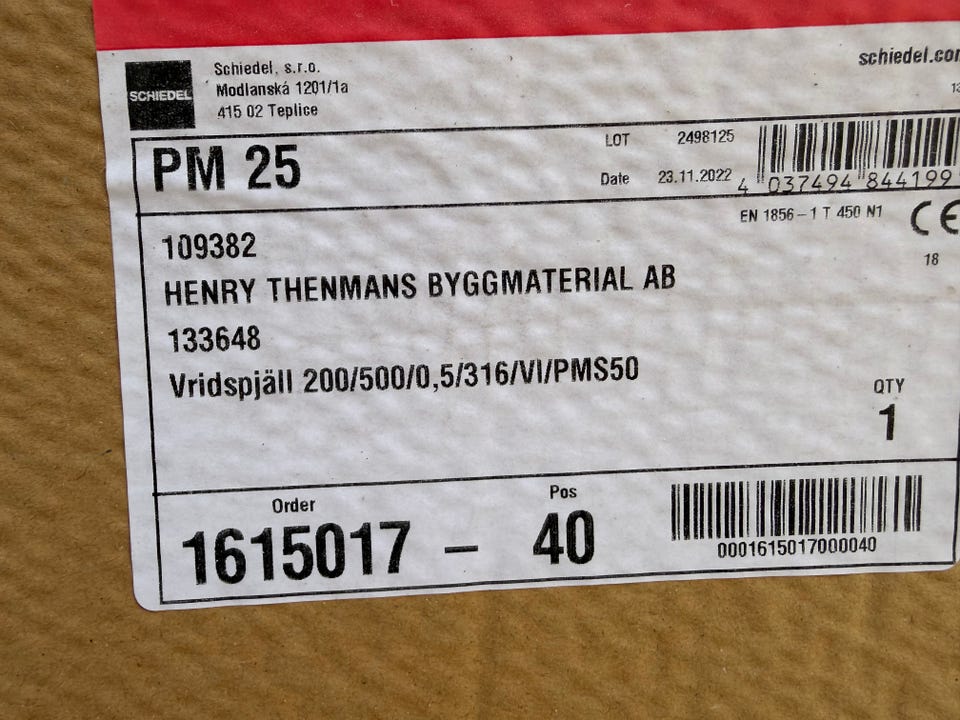 SCHIEDEL
Schiedel, s.r.o.
Modlanská 1201/1a
415 02 Teplice
schiedel.com
PM 25
LOT 2498125
Date 23.11.2022
4 037494 844199
EN 1856-1 T 450 N1
CE
18
109382
HENRY THENMANS BYGGMATERIAL AB
133648
Vridspjäll 200/500/0,5/316/VI/PMS50
QTY
1
Order
Pos
1615017 – 40
0001615017000040